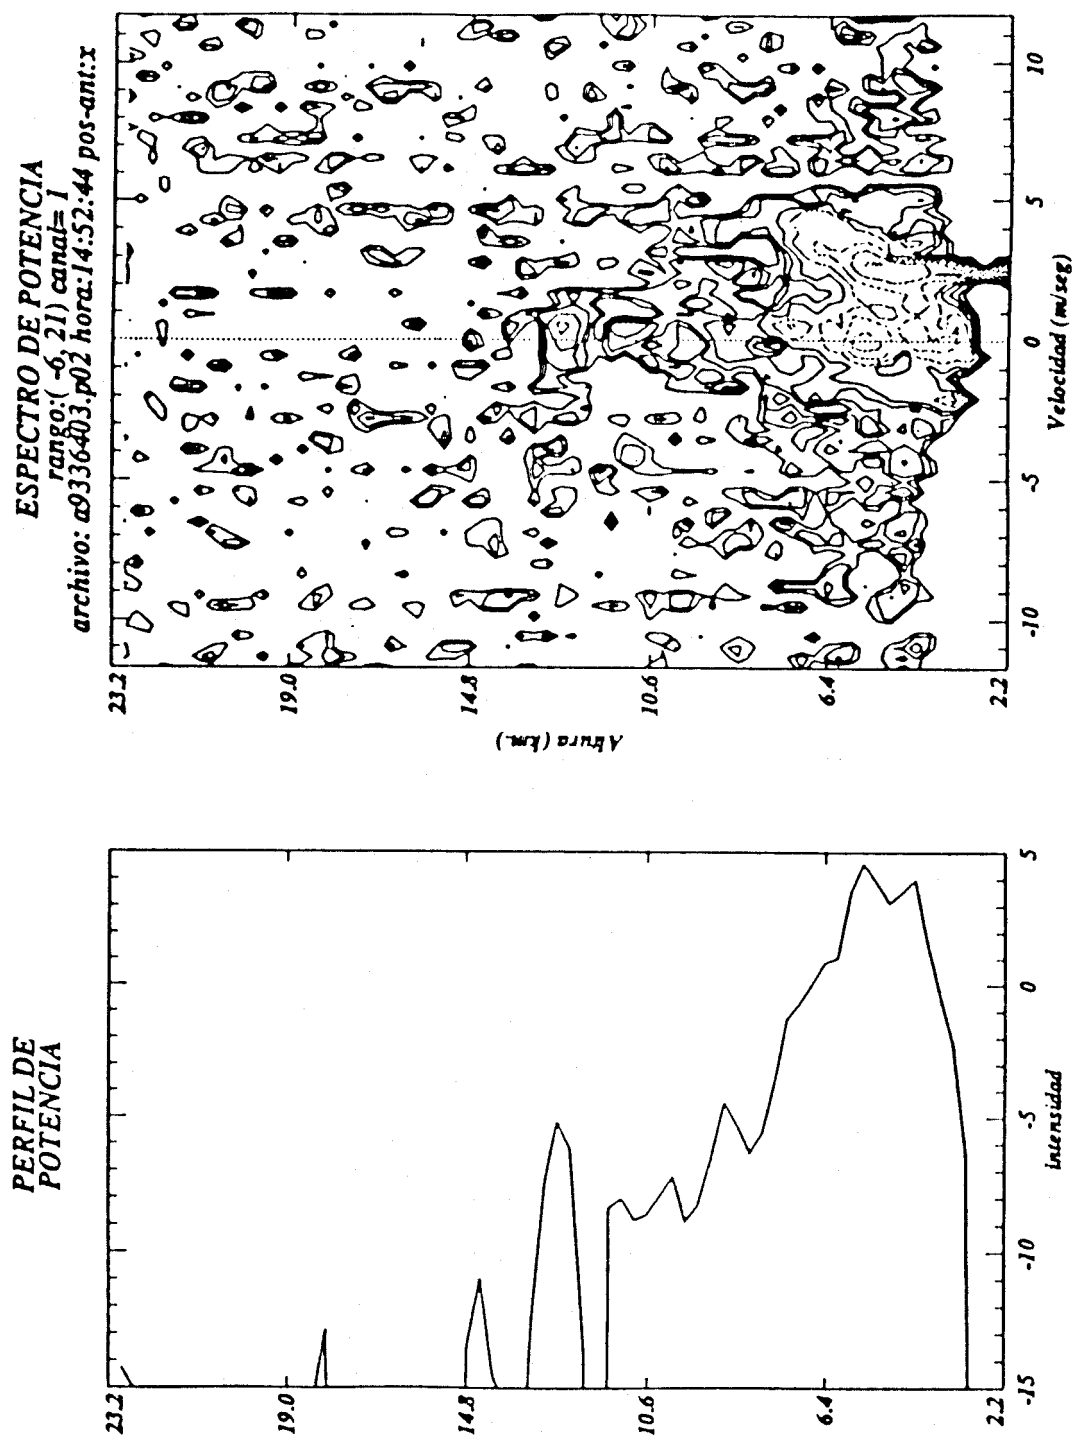 ESPECTRO DE POTENCIA
rango:( -6, 21) canal= 1
archivo: a9336403.p02 hora:14:52:44 pos-ant:x
10
5
0
-5
-10
Velocidad (m/seg)
23.2
19.0
14.8
10.6
6.4
2.2
Altura (km.)
PERFIL DE
POTENCIA
5
0
-5
-10
-15
intensidad
23.2
19.0
14.8
10.6
6.4
2.2